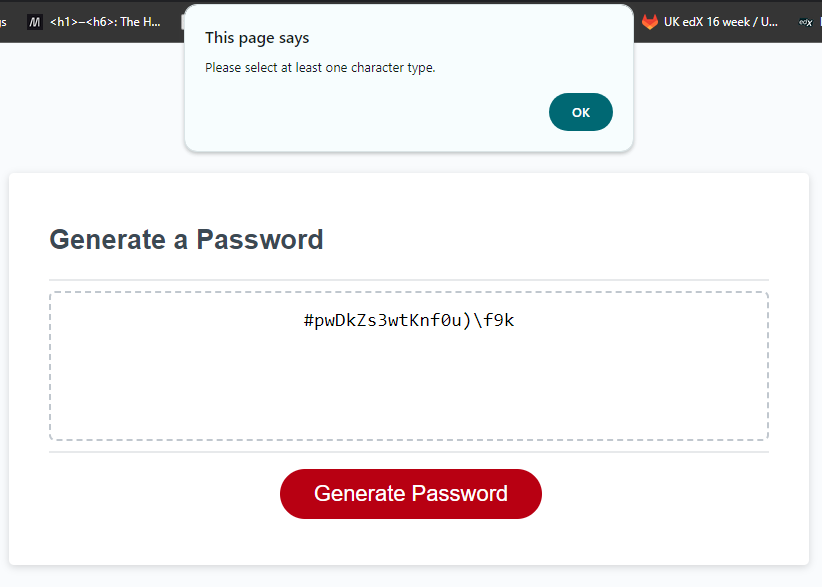 gs <h1>–<h6>: The H... UK edX 16 week / U... edx
This page says
Please select at least one character type.
OK
Generate a Password
#pwDkZs3wtKnf0u)\f9k
Generate Password